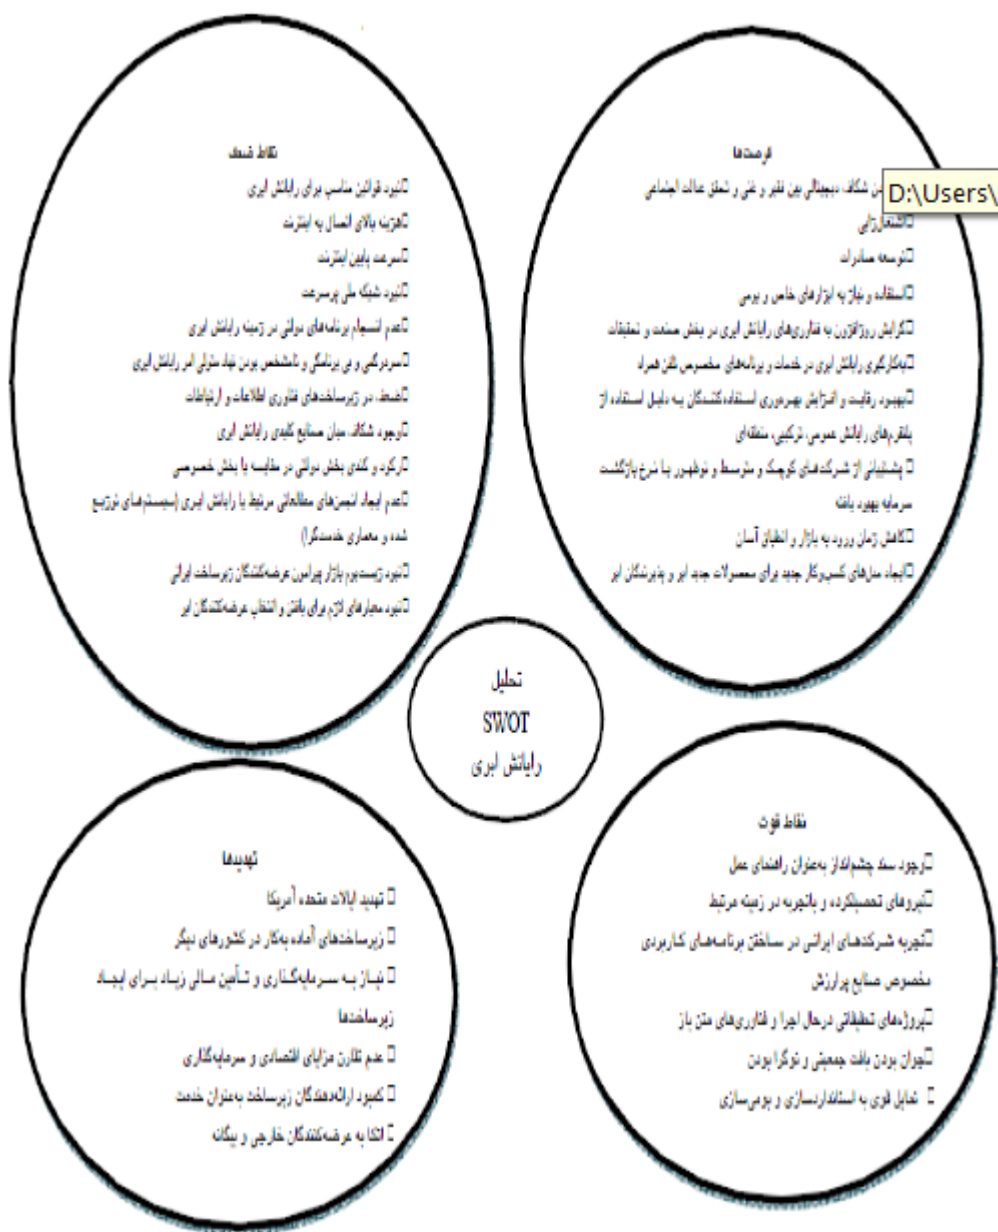 فرصت‌ها
شکاف دیجیتالی بین فقیر و غنی و تحقق عدالت اجتماعی
D:\Users\
اشتغال‌زایی
توسعه صادرات
استفاده و نیاز به ابزارهای خاص و بومی
گرایش روزافزون به فناوری‌های رایانش ابری در بخش صنعت و تحقیقات
به‌کارگیری رایانش ابری در خدمات و برنامه‌های مخصوص تلفن همراه
بهبود رقابت و افزایش بهره‌وری استفاده‌کنندگان به دلیل استفاده از
پلتفرم‌های رایانش عمومی، ترکیبی، منطقه‌ای
پشتیبانی از شرکت‌های کوچک و متوسط و نوظهور با نرخ بازگشت
سرمایه بهبود یافته
کاهش زمان ورود به بازار و انطباق آسان
ایجاد مدل‌های کسب‌وکار جدید برای محصولات جدید ابر و پذیرندگان ابر
نقاط ضعف
نبود قوانین مناسب برای رایانش ابری
هزینه بالای اتصال به اینترنت
سرعت پایین اینترنت
نبود شبکه ملی پرسرعت
عدم انسجام برنامه‌های دولتی در زمینه رایانش ابری
سردرگمی و بی برنامگی و نامشخص بودن نهاد متولی امر رایانش ابری
ضعف در زیرساخت‌های فناوری اطلاعات و ارتباطات
وجود شکاف میان صنایع کلیدی رایانش ابری
رکود و کندی بخش دولتی در مقایسه با بخش خصوصی
عدم ایجاد انجمن‌های مطالعاتی مرتبط با رایانش ابری (سیستم‌های توزیع
شده و معماری خدمت‌گرا)
نبود زیست‌بوم بازار پیرامون عرضه‌کنندگان زیرساخت ایرانی
نبود معیارهای لازم برای یافتن و انتخاب عرضه‌کنندگان ابر
تحلیل
SWOT
رایانش ابری
نقاط قوت
وجود سند چشم‌انداز به‌عنوان راهنمای عمل
نیروهای تحصیلکرده و باتجربه در زمینه مرتبط
تجربه شرکت‌های ایرانی در ساختن برنامه‌های کاربردی
مخصوص صنایع پرارزش
پروژه‌های تحقیقاتی درحال اجرا و فناوری‌های متن باز
جوان بودن بافت جمعیتی و نوگرا بودن
تمایل قوی به استانداردسازی و بومی‌سازی
تهدیدها
تهدید ایالات متحده آمریکا
زیرساخت‌های آماده به‌کار در کشورهای دیگر
نیاز به سرمایه‌گذاری و تأمین مالی زیاد برای ایجاد
زیرساخت‌ها
عدم تقارن مزایای اقتصادی و سرمایه‌گذاری
کمبود ارائه‌دهندگان زیرساخت به‌عنوان خدمت
اتکا به عرضه‌کنندگان خارجی و بیگانه